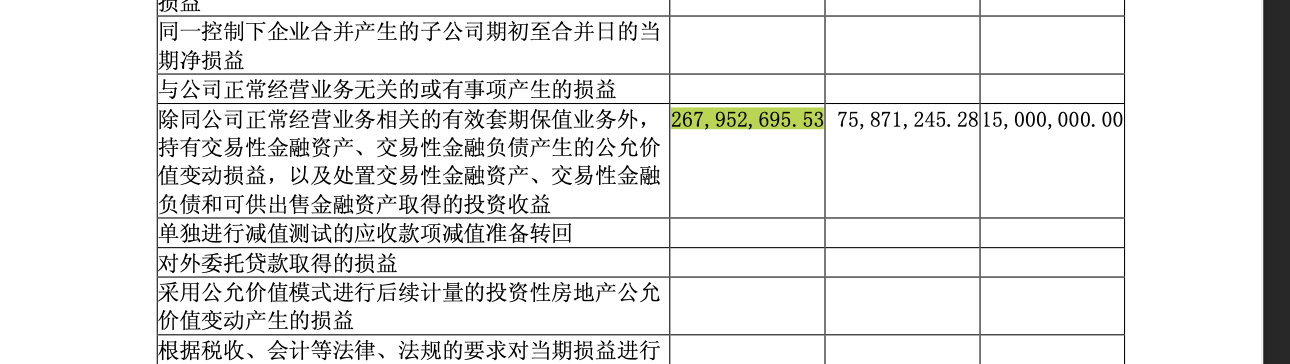 损益
同一控制下企业合并产生的子公司期初至合并日的当
期净损益
与公司正常经营业务无关的或有事项产生的损益
除同公司正常经营业务相关的有效套期保值业务外， 267,952,695.53 75,871,245.28 15,000,000.00
持有交易性金融资产、交易性金融负债产生的公允价
值变动损益，以及处置交易性金融资产、交易性金融
负债和可供出售金融资产取得的投资收益
单独进行减值测试的应收款项减值准备转回
对外委托贷款取得的损益
采用公允价值模式进行后续计量的投资性房地产公允
价值变动产生的损益
根据税收、会计等法律、法规的要求对当期损益进行